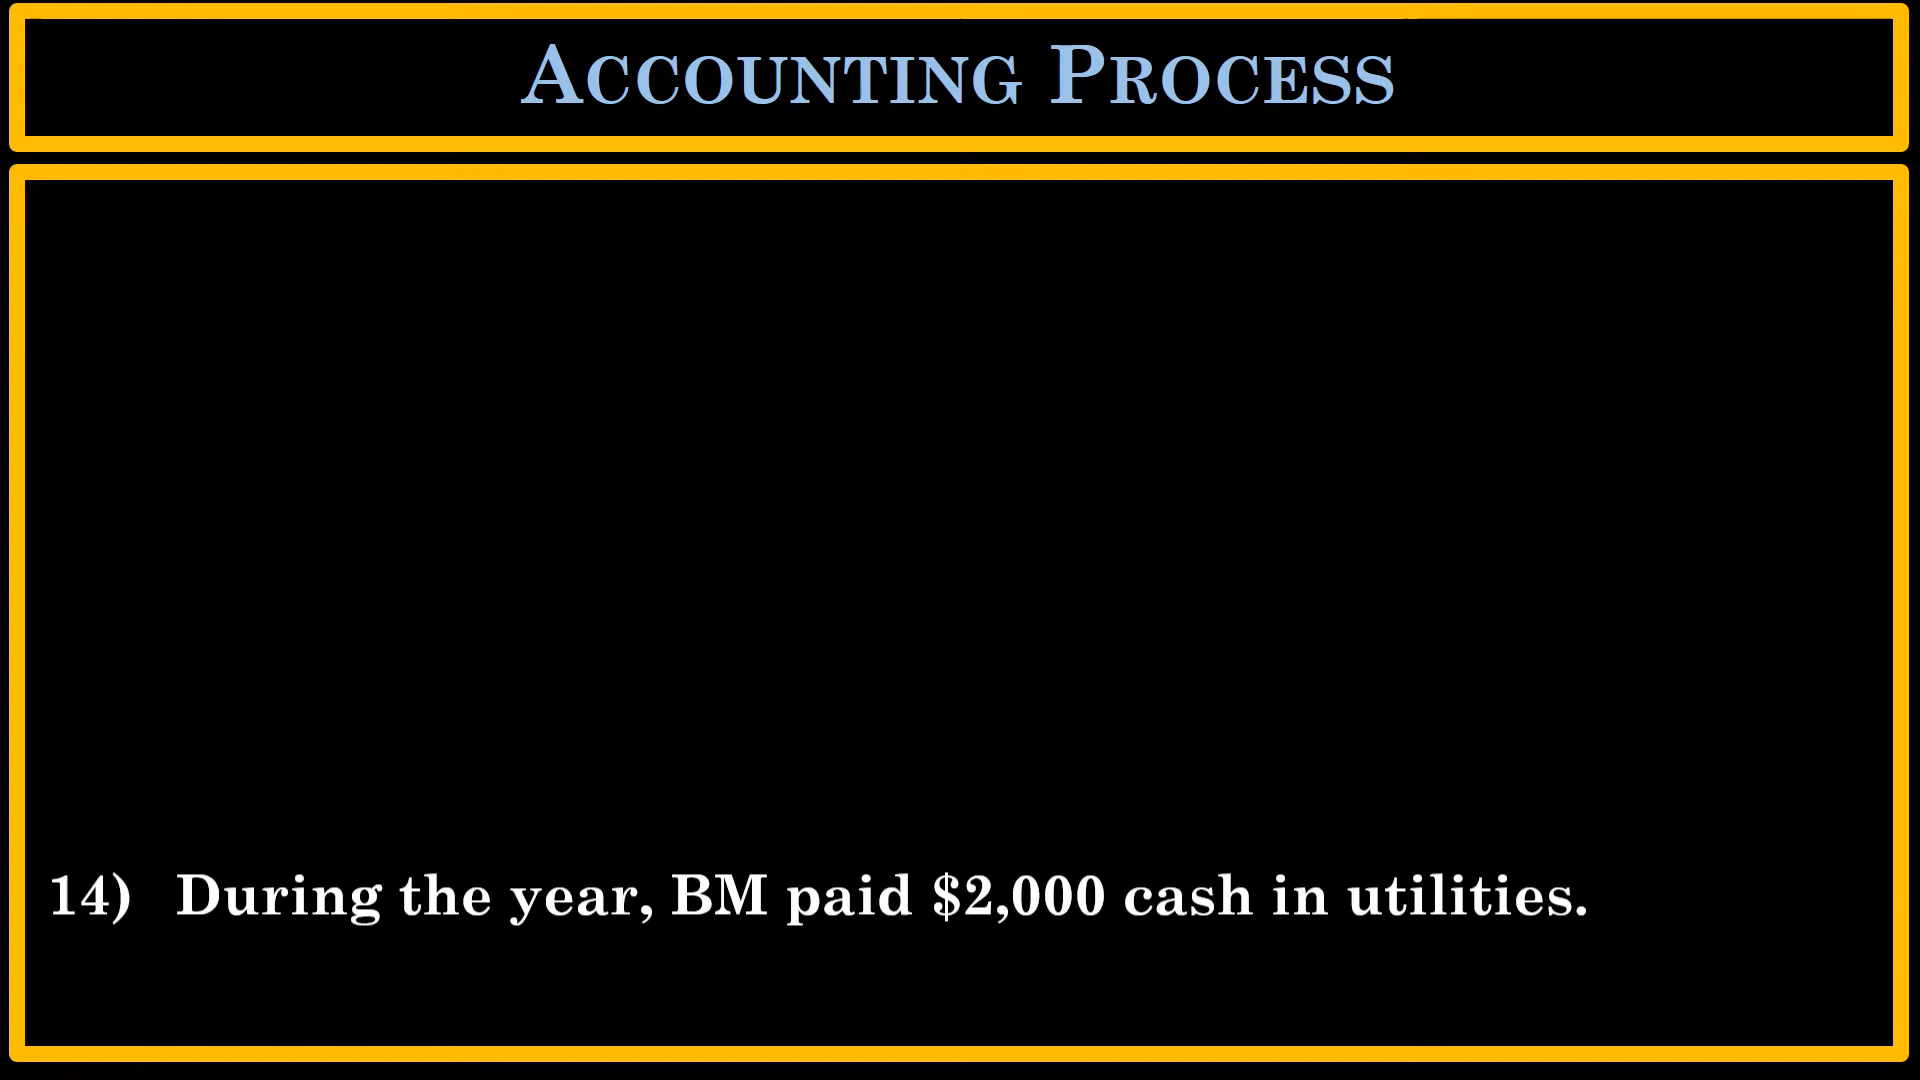 Accounting Process
14) During the year, BM paid $2,000 cash in utilities.